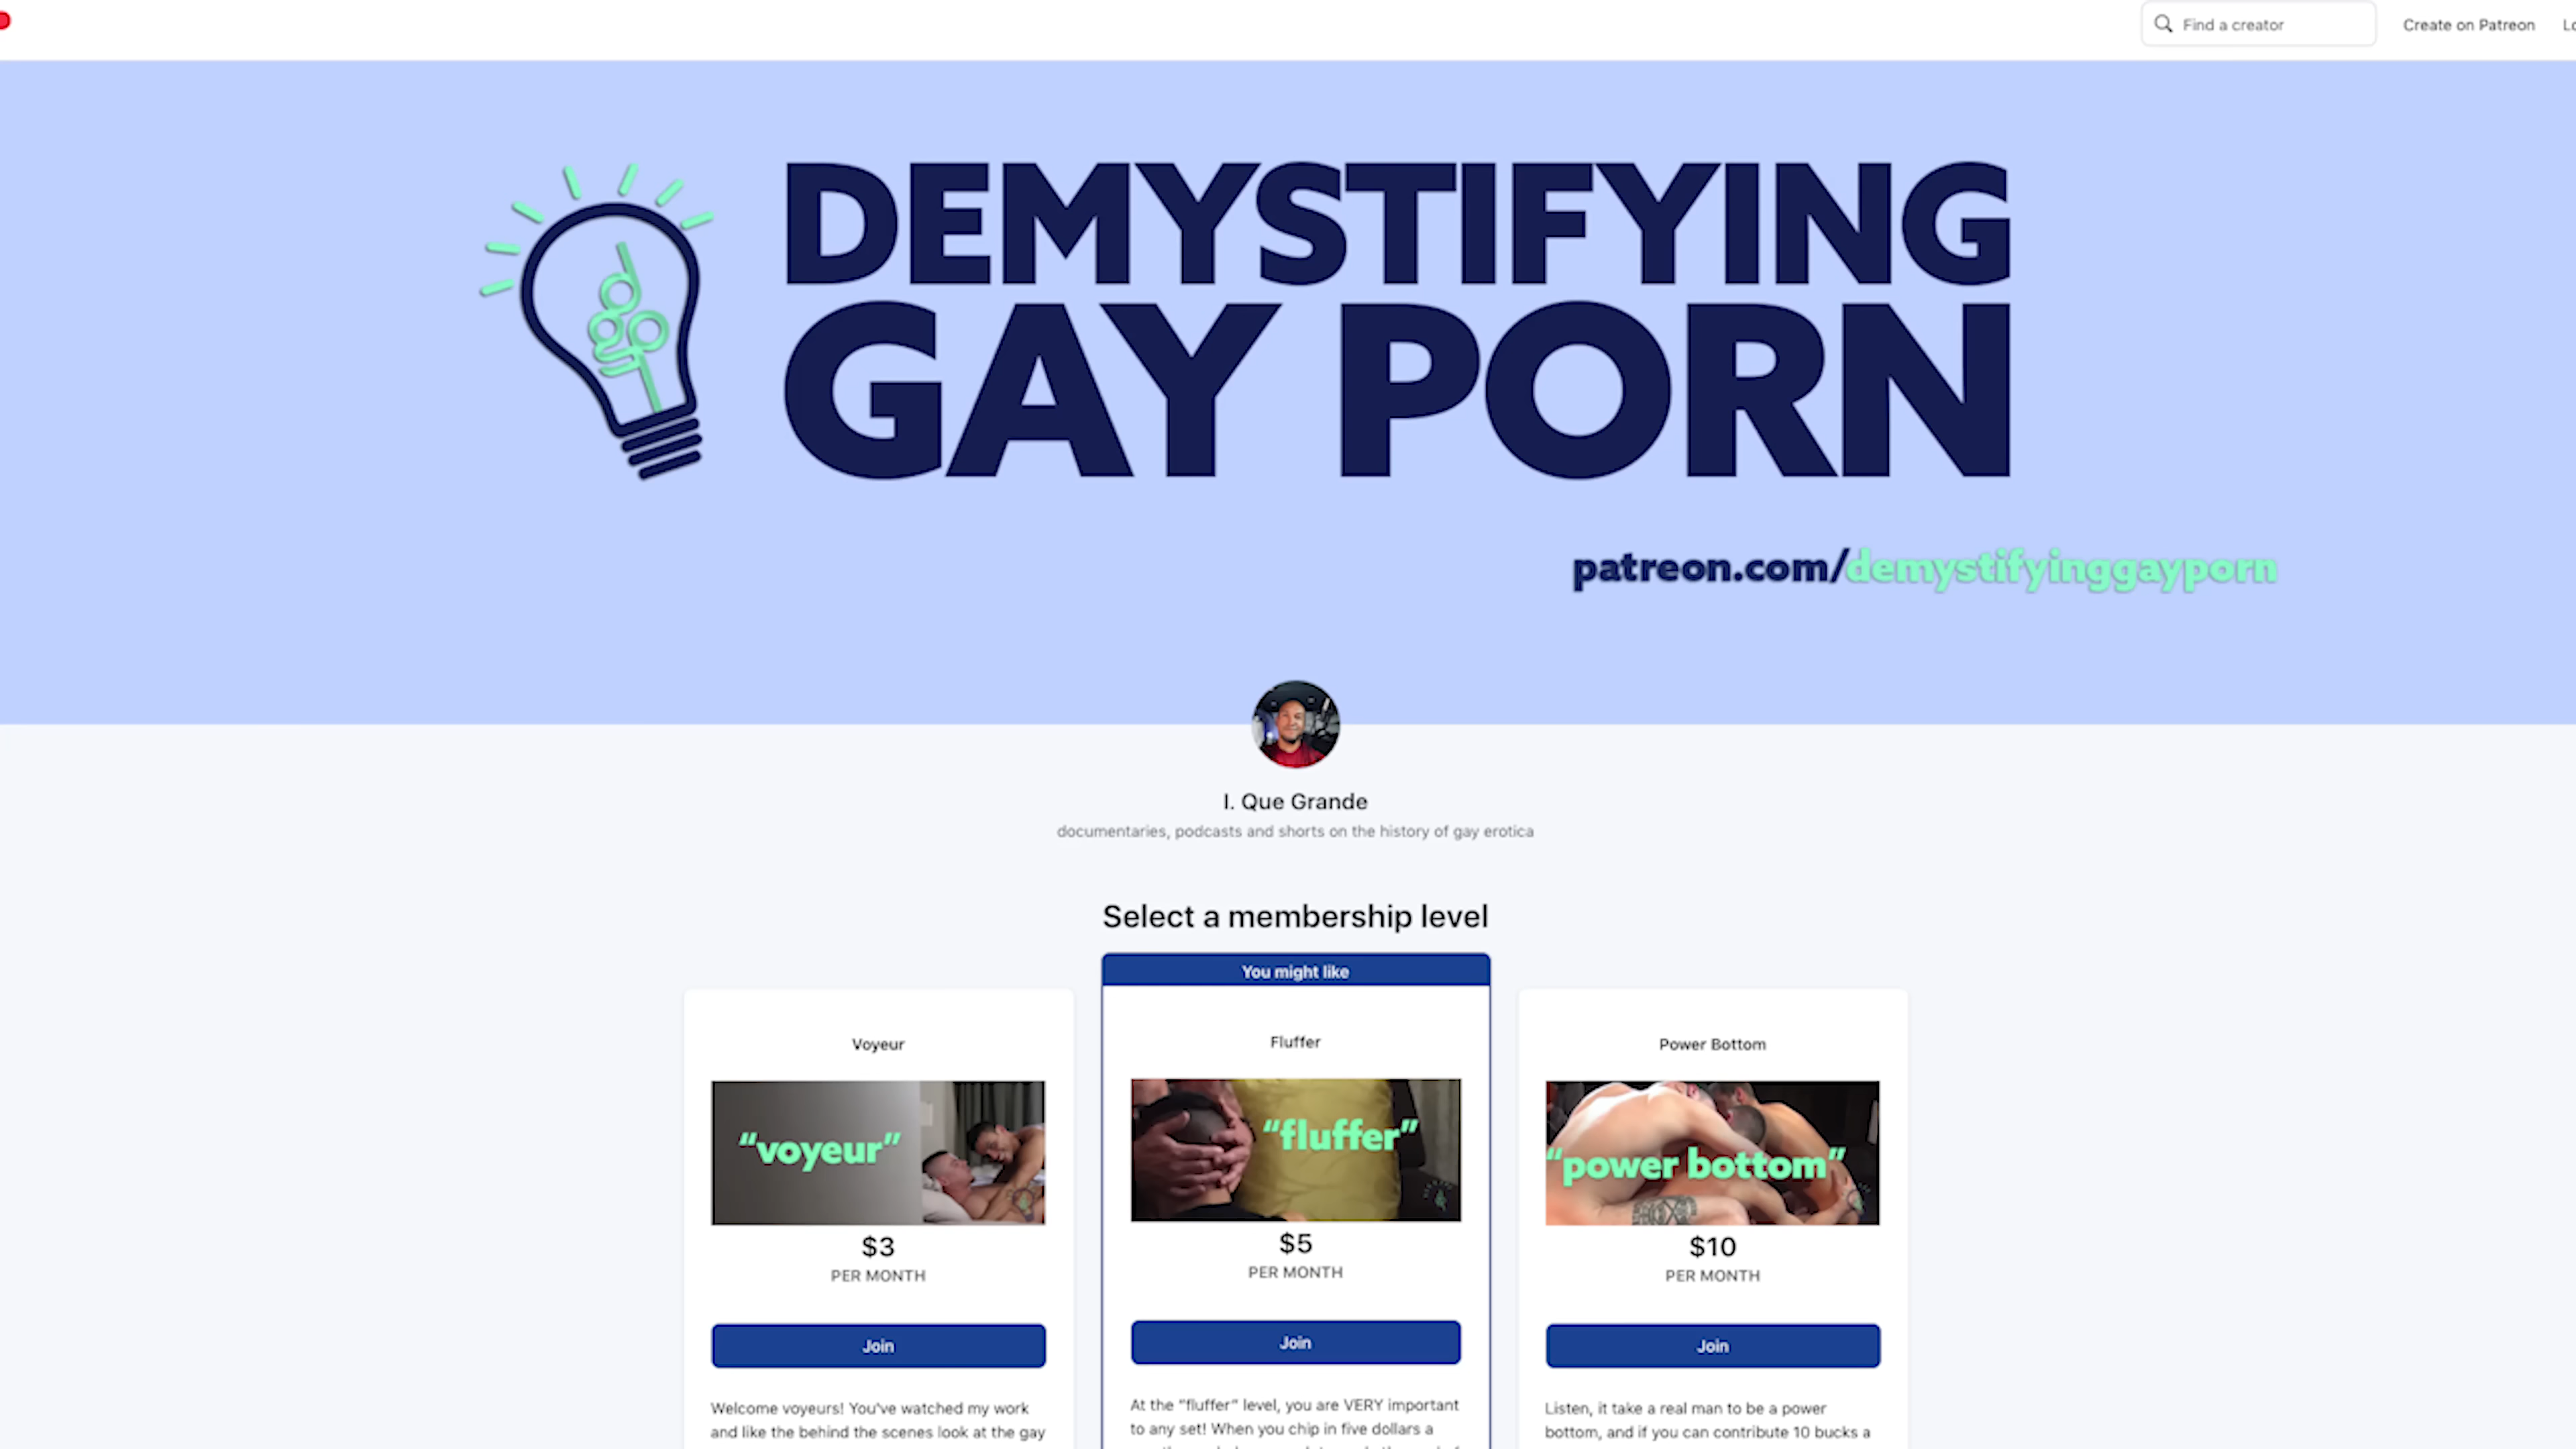 Find a creator
Create on Patreon
DEMYSTIFYING
GAY PORN
dgp
patreon.com/demystifyinggayporn
I. Que Grande
documentaries, podcasts and shorts on the history of gay erotica
Select a membership level
You might like
Voyeur
"voyeur"
$3
PER MONTH
Join
Welcome voyeurs! You've watched my work
and like the behind the scenes look at the gay
Fluffer
"fluffer"
$5
PER MONTH
Join
At the "fluffer" level, you are VERY important
to any set! When you chip in five dollars a
Power Bottom
"power bottom"
$10
PER MONTH
Join
Listen, it take a real man to be a power
bottom, and if you can contribute 10 bucks a